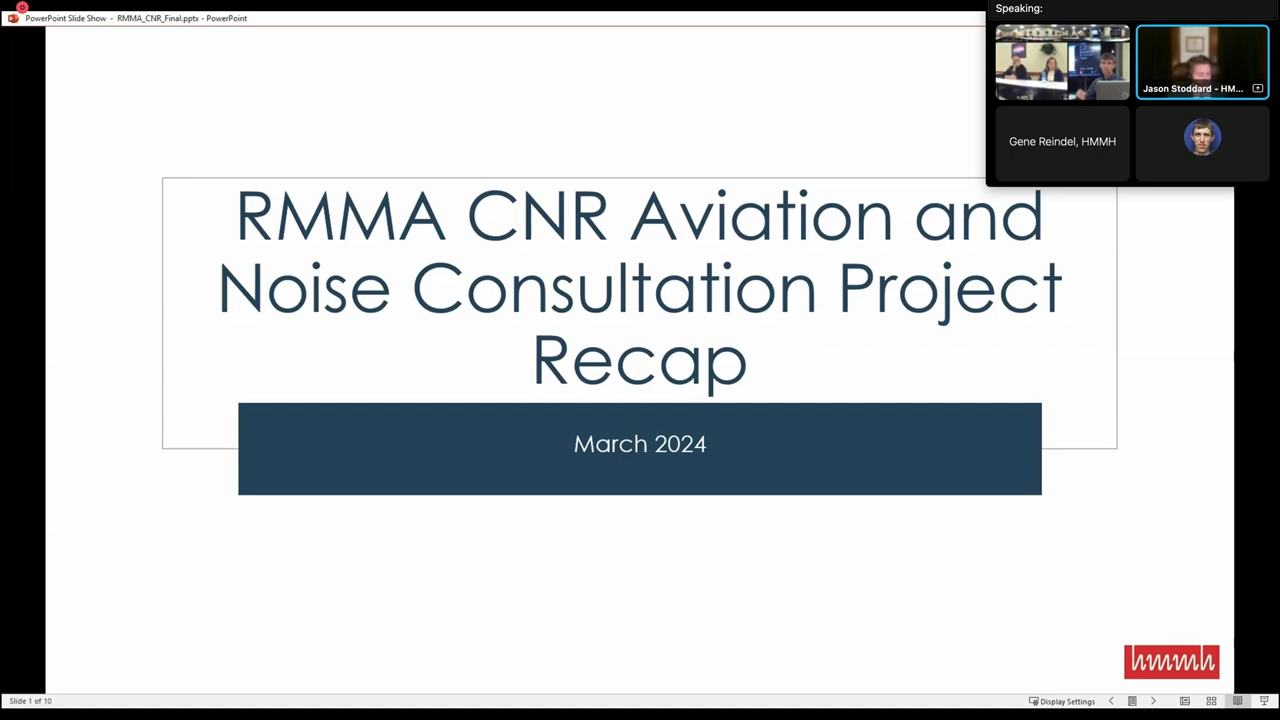 PowerPoint Slide Show - RMMA_CNR_Final.pptx - PowerPoint
Speaking:
Jason Stoddard - HM...
Gene Reindel, HMMH
RMMA CNR Aviation and
Noise Consultation Project
Recap
March 2024
hmmh
Slide 1 of 10
Display Settings